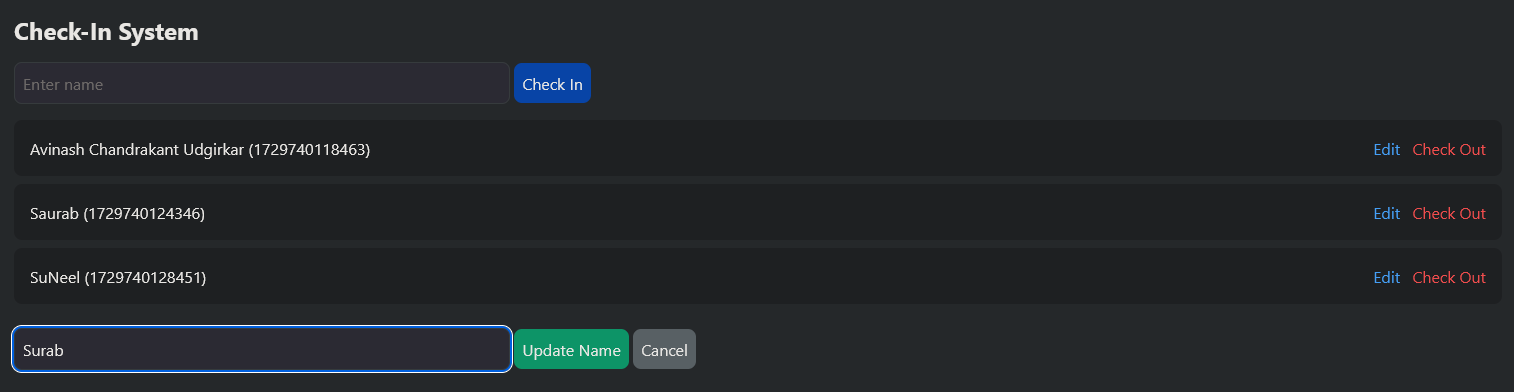 Check-In System
Enter name Check In
Avinash Chandrakant Udgirkar (1729740118463) Edit Check Out
Saurab (1729740124346) Edit Check Out
SuNeel (1729740128451) Edit Check Out
Surab Update Name Cancel